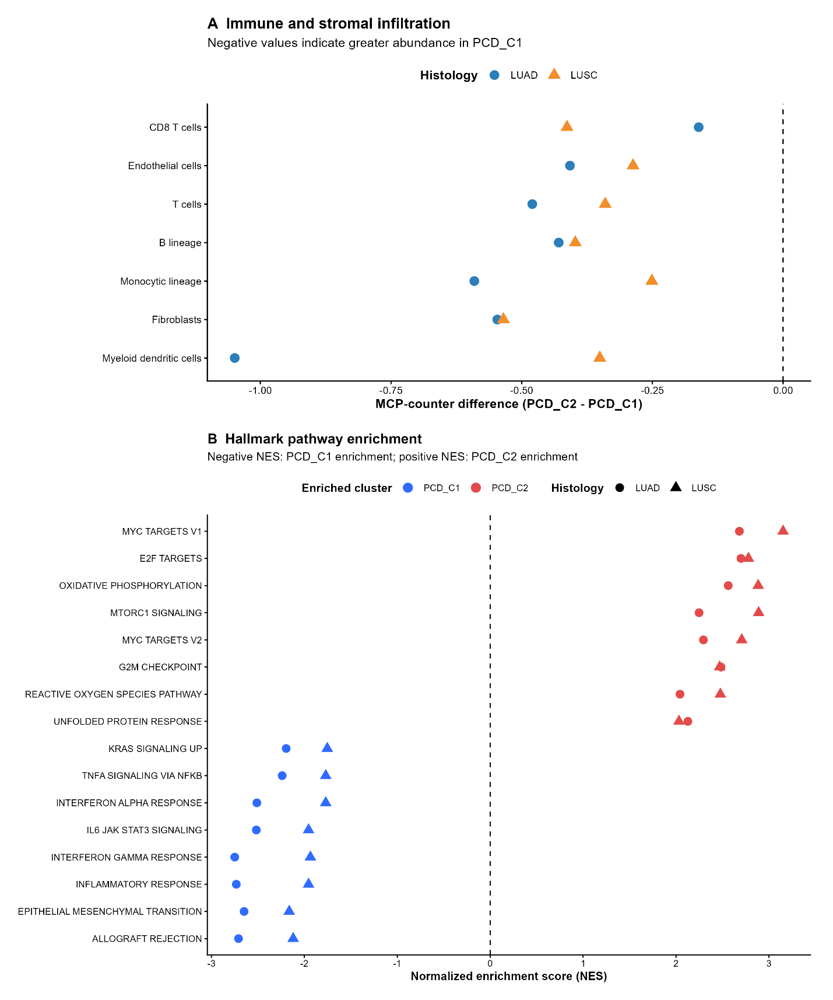 A Immune and stromal infiltration
Negative values indicate greater abundance in PCD_C1
Histology LUAD LUSC
CD8 T cells
Endothelial cells
T cells
B lineage
Monocytic lineage
Fibroblasts
Myeloid dendritic cells
-1.00 -0.75 -0.50 -0.25 0.00
MCP-counter difference (PCD_C2 - PCD_C1)
B Hallmark pathway enrichment
Negative NES: PCD_C1 enrichment; positive NES: PCD_C2 enrichment
Enriched cluster PCD_C1 PCD_C2 Histology LUAD LUSC
MYC TARGETS V1
E2F TARGETS
OXIDATIVE PHOSPHORYLATION
MTORC1 SIGNALING
MYC TARGETS V2
G2M CHECKPOINT
REACTIVE OXYGEN SPECIES PATHWAY
UNFOLDED PROTEIN RESPONSE
KRAS SIGNALING UP
TNFA SIGNALING VIA NFKB
INTERFERON ALPHA RESPONSE
IL6 JAK STAT3 SIGNALING
INTERFERON GAMMA RESPONSE
INFLAMMATORY RESPONSE
EPITHELIAL MESENCHYMAL TRANSITION
ALLOGRAFT REJECTION
-3 -2 -1 0 1 2 3
Normalized enrichment score (NES)